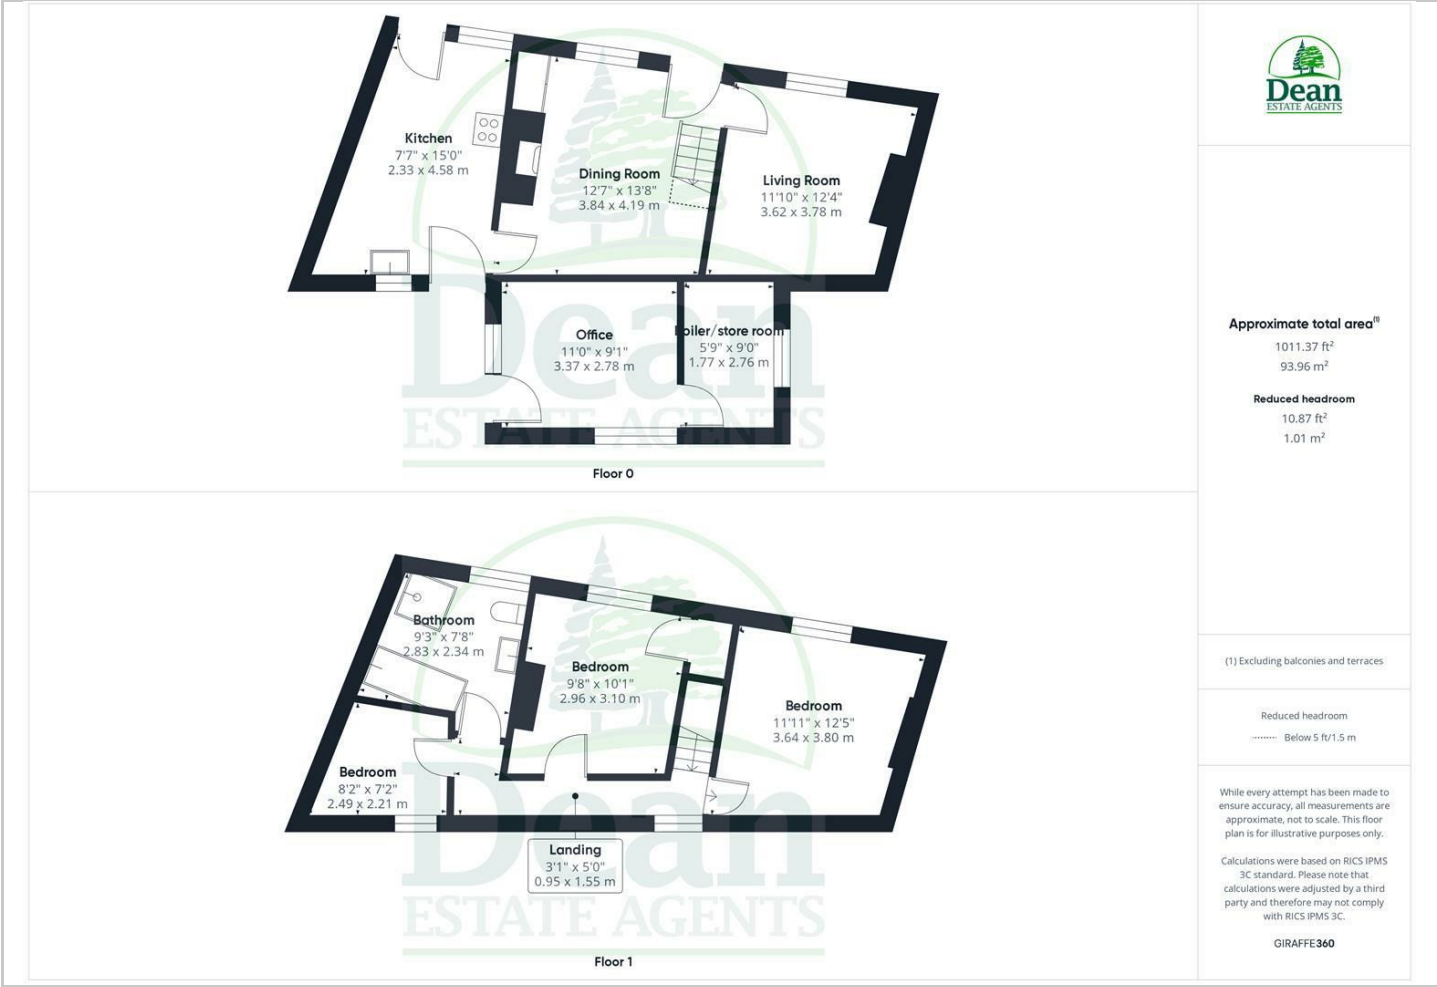 Kitchen
7'7" x 15'0"
2.33 x 4.58 m
Dining Room
12'7" x 13'8"
3.84 x 4.19 m
Living Room
11'10" x 12'4"
3.62 x 3.78 m
Office
11'0" x 9'1"
3.37 x 2.78 m
Boiler/store room
5'9" x 9'0"
1.77 x 2.76 m
Dean
ESTATE AGENTS
Floor 0
Bathroom
9'3" x 7'8"
2.83 x 2.34 m
Bedroom
9'8" x 10'1"
2.96 x 3.10 m
Bedroom
11'11" x 12'5"
3.64 x 3.80 m
Bedroom
8'2" x 7'2"
2.49 x 2.21 m
Landing
3'1" x 5'0"
0.95 x 1.55 m
Dean
ESTATE AGENTS
Floor 1
Dean
ESTATE AGENTS
Approximate total area⁽¹⁾
1011.37 ft²
93.96 m²
Reduced headroom
10.87 ft²
1.01 m²
(1) Excluding balconies and terraces
Reduced headroom
Below 5 ft/1.5 m
While every attempt has been made to
ensure accuracy, all measurements are
approximate, not to scale. This floor
plan is for illustrative purposes only.
Calculations were based on RICS IPMS
3C standard. Please note that
calculations were adjusted by a third
party and therefore may not comply
with RICS IPMS 3C.
GIRAFFE360